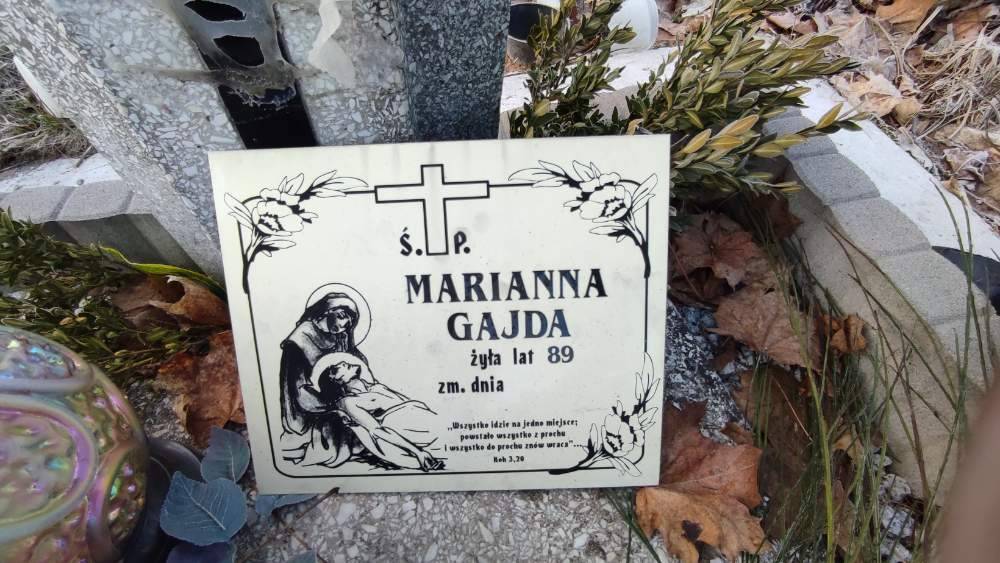 Ś. P.
MARIANNA
GAJDA
żyła lat 89
zm. dnia
„Wszystko idzie na jedno miejsce;
powstało wszystko z prochu
i wszystko do prochu znów wraca"...
Koh 3,20